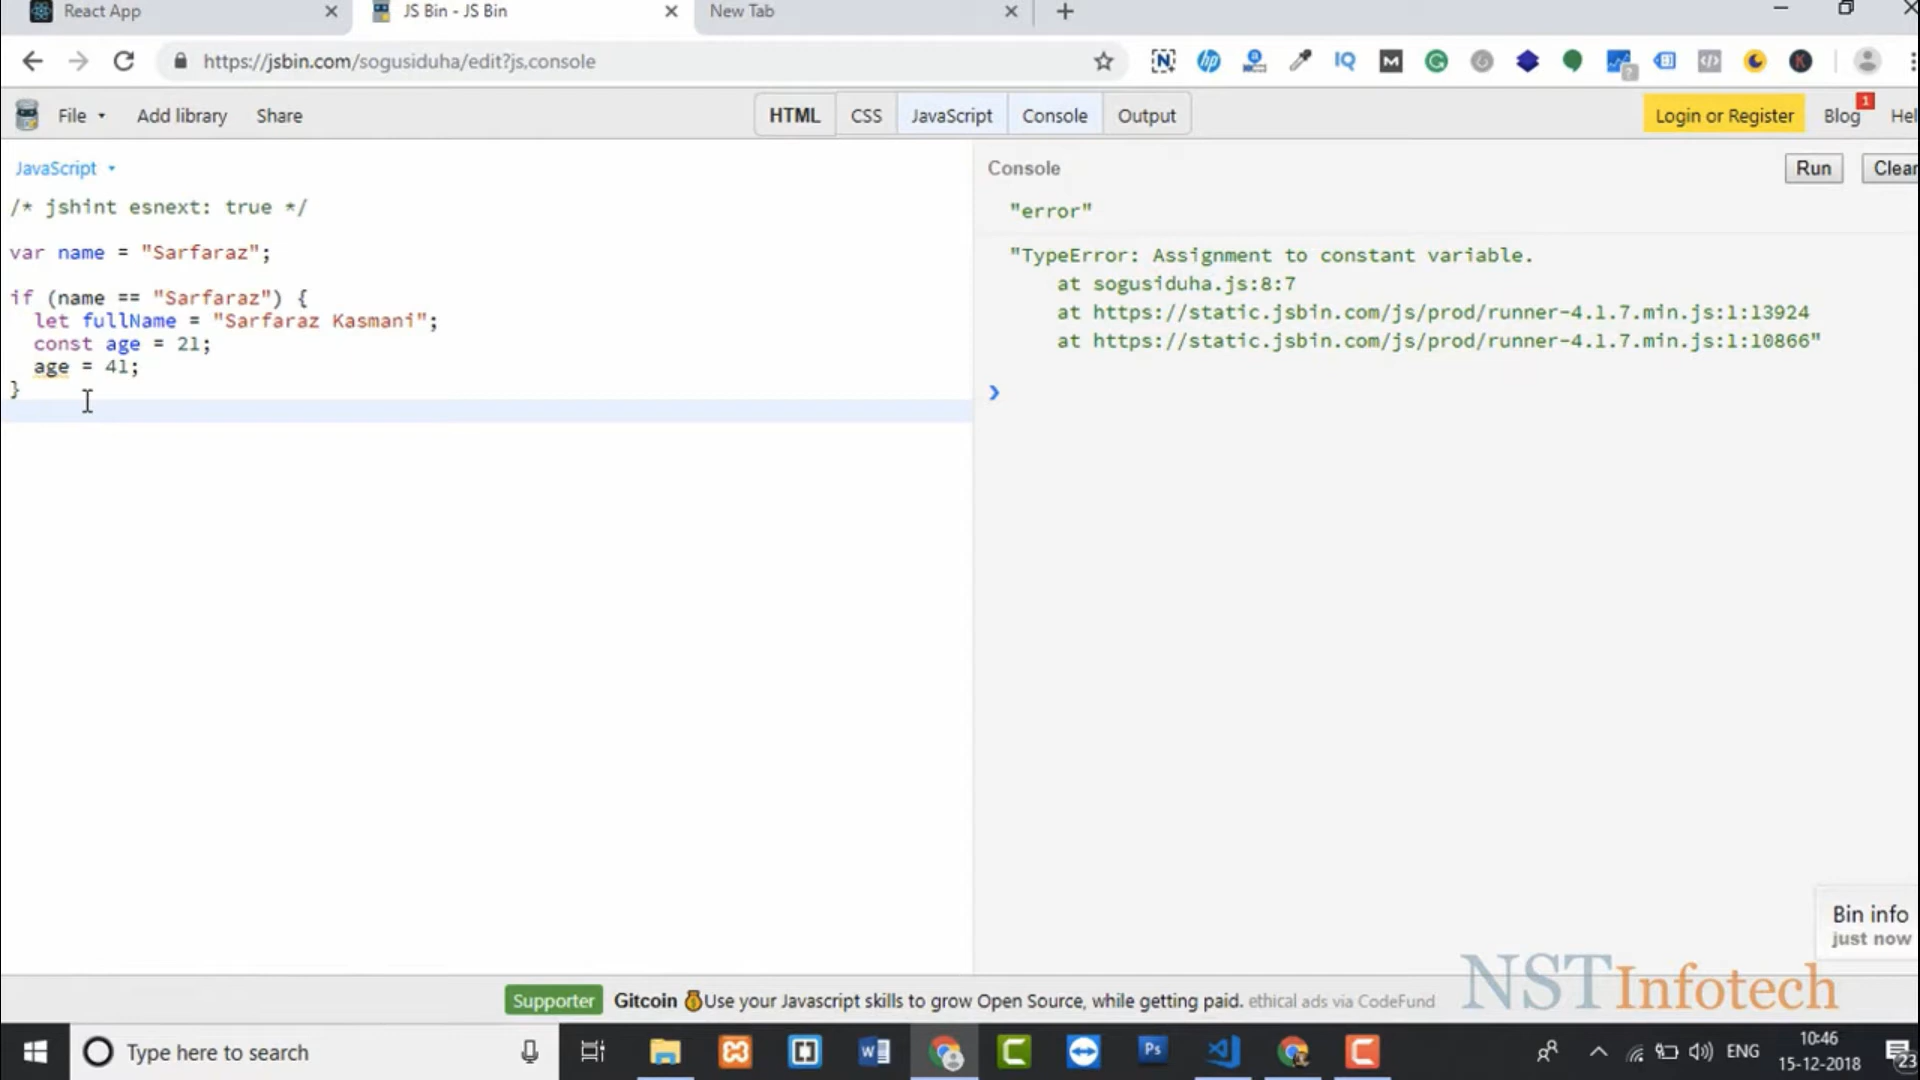 React App
JS Bin - JS Bin
New Tab
https://jsbin.com/sogusiduha/edit?js,console
File
Add library
Share
HTML
CSS
JavaScript
Console
Output
Login or Register
Blog
1
Hel
JavaScript
/* jshint esnext: true */
var name = "Sarfaraz";
if (name == "Sarfaraz") {
let fullName = "Sarfaraz Kasmani";
const age = 21;
age = 41;
}
Console
Run
Clear
"error"
"TypeError: Assignment to constant variable.
at sogusiduha.js:8:7
at https://static.jsbin.com/js/prod/runner-4.1.7.min.js:1:13924
at https://static.jsbin.com/js/prod/runner-4.1.7.min.js:1:10866"
Bin info
just now
Supporter
Gitcoin Use your Javascript skills to grow Open Source, while getting paid. ethical ads via CodeFund
NSTInfotech
Type here to search
ENG
10:46
15-12-2018
23